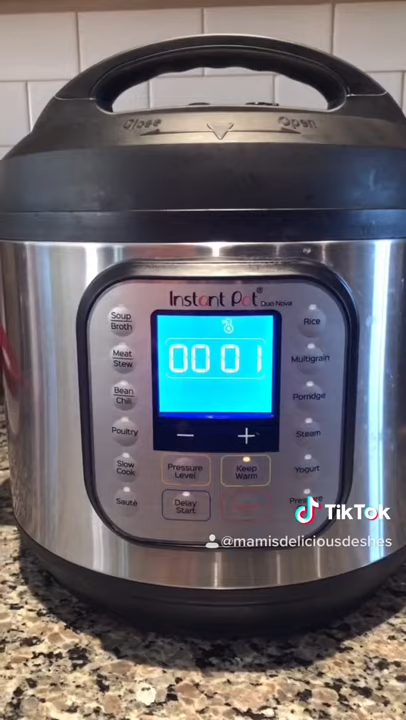 Close Open
Instant Pot® Duo Nova
Soup
Broth
Meat
Stew
Bean
Chili
Poultry
Slow
Cook
Sauté
0001
Rice
Multigrain
Porridge
Steam
Yogurt
Pressure
− +
Pressure
Level
Keep
Warm
Delay
Start
TikTok
@mamisdeliciousdeshes